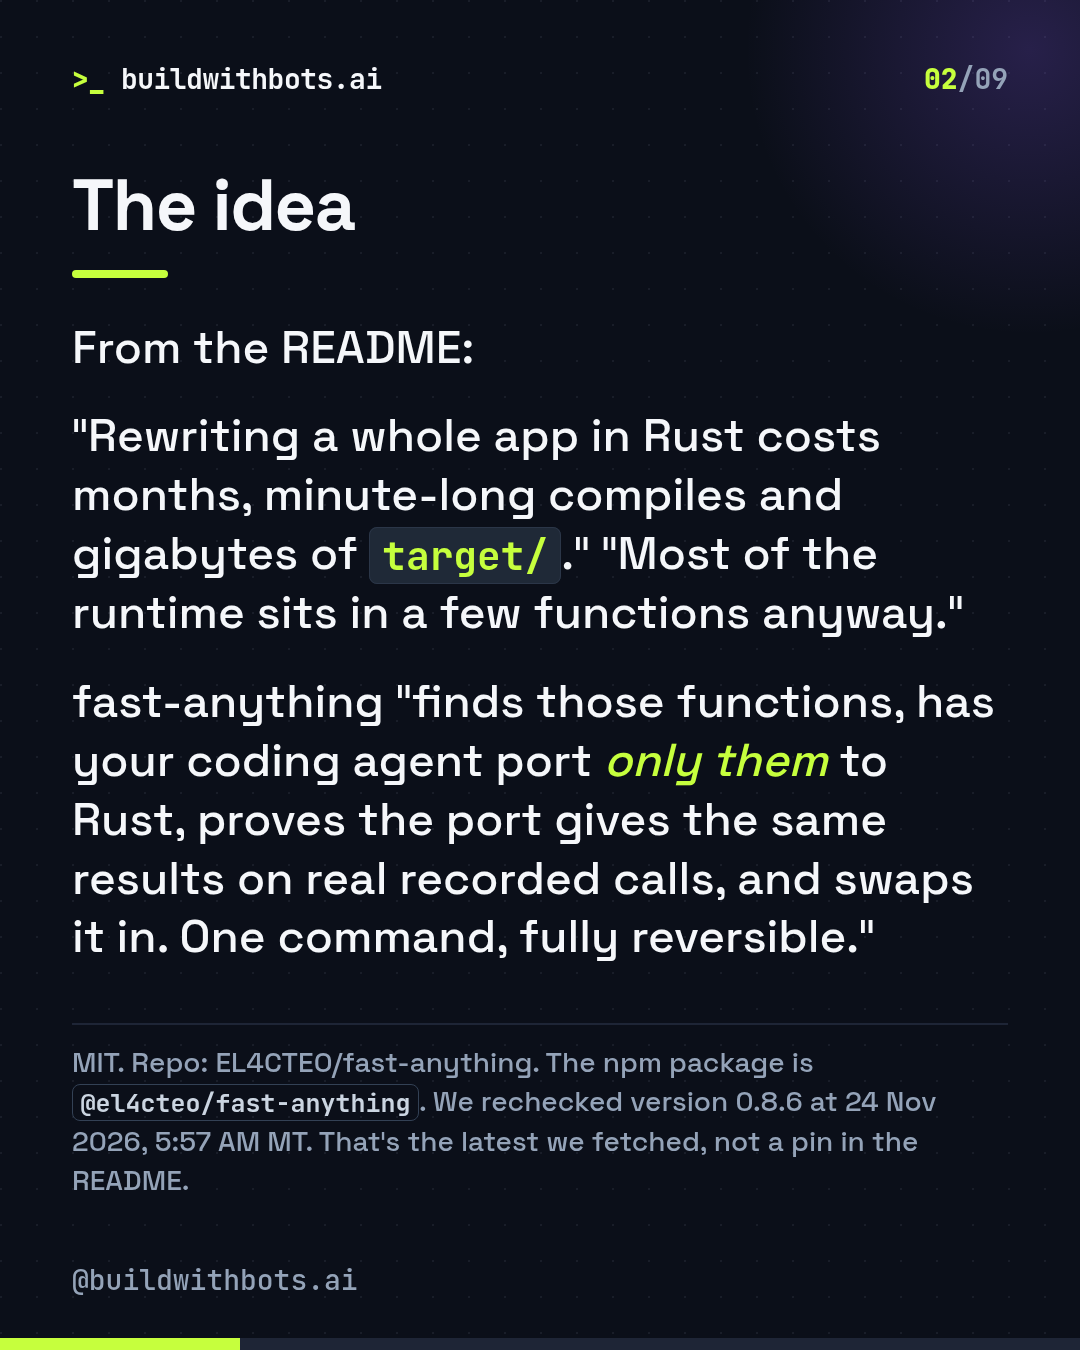 >_ buildwithbots.ai
02/09
The idea
From the README:
"Rewriting a whole app in Rust costs
months, minute-long compiles and
gigabytes of target/." "Most of the
runtime sits in a few functions anyway."
fast-anything "finds those functions, has
your coding agent port only them to
Rust, proves the port gives the same
results on real recorded calls, and swaps
it in. One command, fully reversible."
MIT. Repo: EL4CTEO/fast-anything. The npm package is
@el4cteo/fast-anything. We rechecked version 0.8.6 at 24 Nov
2026, 5:57 AM MT. That's the latest we fetched, not a pin in the
README.
@buildwithbots.ai